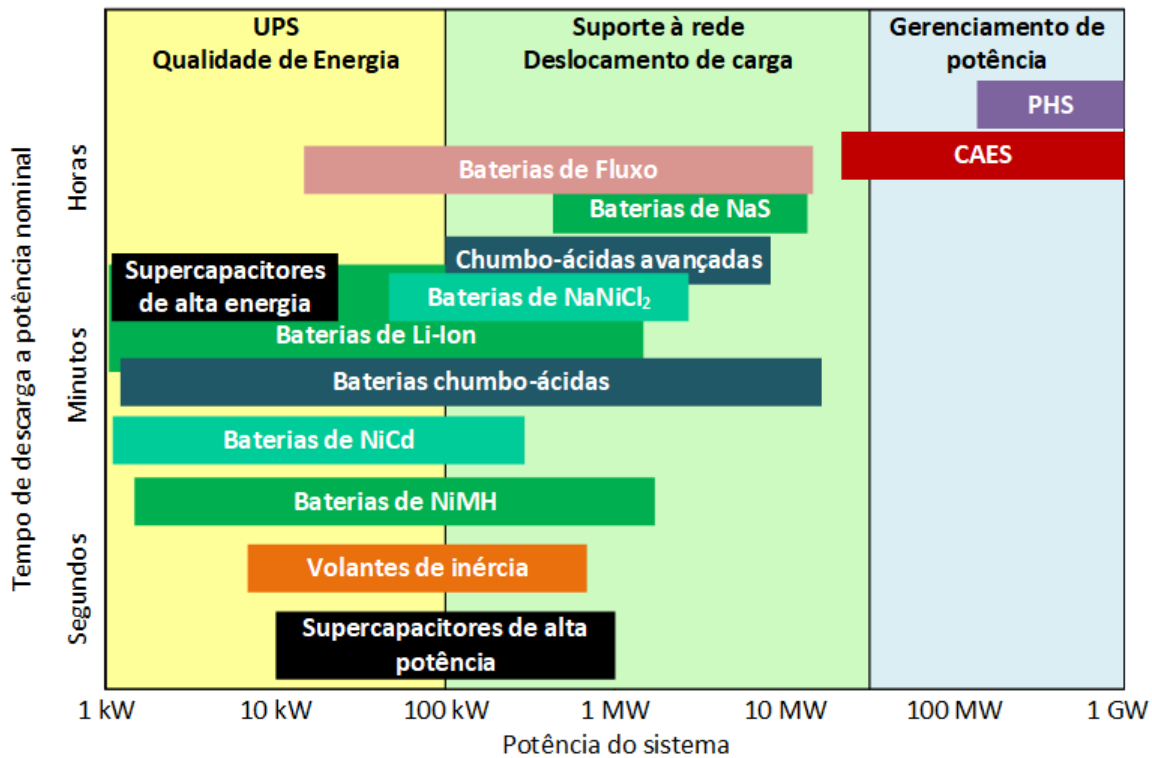 UPS
Qualidade de Energia
Suporte à rede
Deslocamento de carga
Gerenciamento de
potência
PHS
CAES
Baterias de Fluxo
Baterias de NaS
Chumbo-ácidas avançadas
Supercapacitores
de alta energia
Baterias de NaNiCl₂
Baterias de Li-Ion
Baterias chumbo-ácidas
Baterias de NiCd
Baterias de NiMH
Volantes de inércia
Supercapacitores de alta
potência
Tempo de descarga a potência nominal
Horas
Minutos
Segundos
1 kW
10 kW
100 kW
1 MW
10 MW
100 MW
1 GW
Potência do sistema